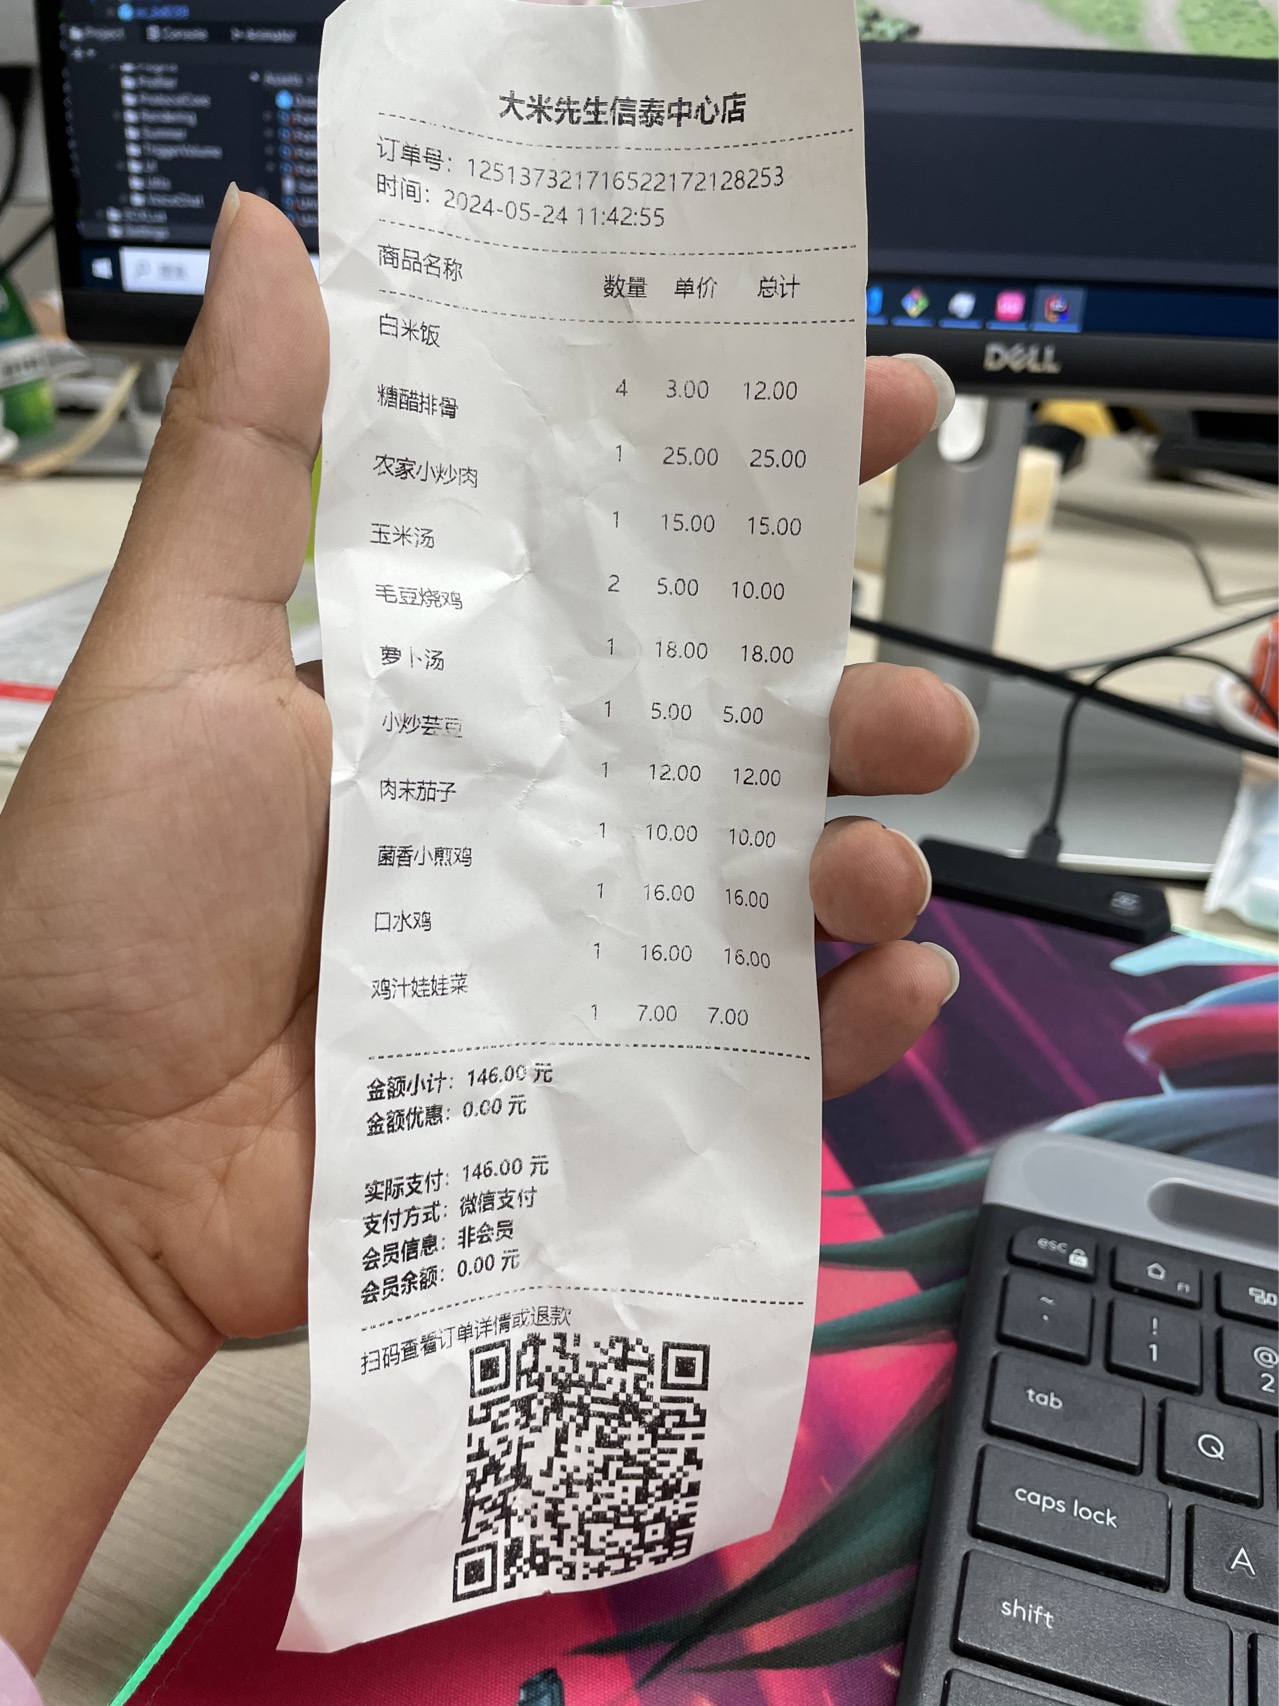 大米先生信泰中心店
订单号：1251373217165221721​28253
时间：2024-05-24 11:42:55
商品名称 数量 单价 总计
白米饭
4 3.00 12.00
糖醋排骨
1 25.00 25.00
农家小炒肉
1 15.00 15.00
玉米汤
2 5.00 10.00
毛豆烧鸡
1 18.00 18.00
萝卜汤
1 5.00 5.00
小炒芸豆
1 12.00 12.00
肉末茄子
1 10.00 10.00
菌香小煎鸡
1 16.00 16.00
口水鸡
1 16.00 16.00
鸡汁娃娃菜
1 7.00 7.00
金额小计：146.00 元
金额优惠：0.00 元
实际支付：146.00 元
支付方式：微信支付
会员信息：非会员
会员余额：0.00 元
扫码查看订单详情或退款
Project Console Animator
DELL
esc
fn
~
`
!
1
@
2
tab
Q
caps lock
A
shift